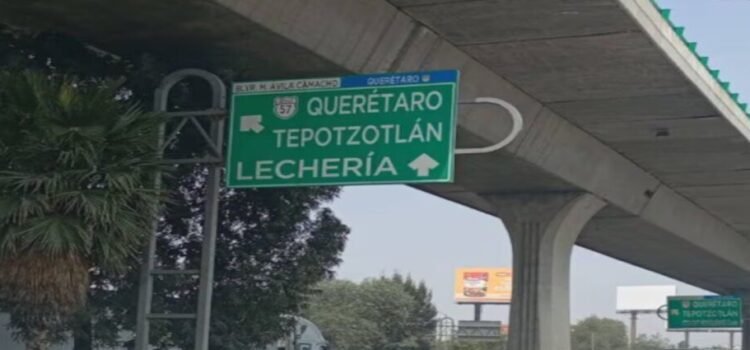 BLVR. M. AVILA CAMACHO QUERÉTARO
57 QUERÉTARO
TEPOTZOTLÁN
LECHERÍA
QUERÉTARO
TEPOTZOTLÁN